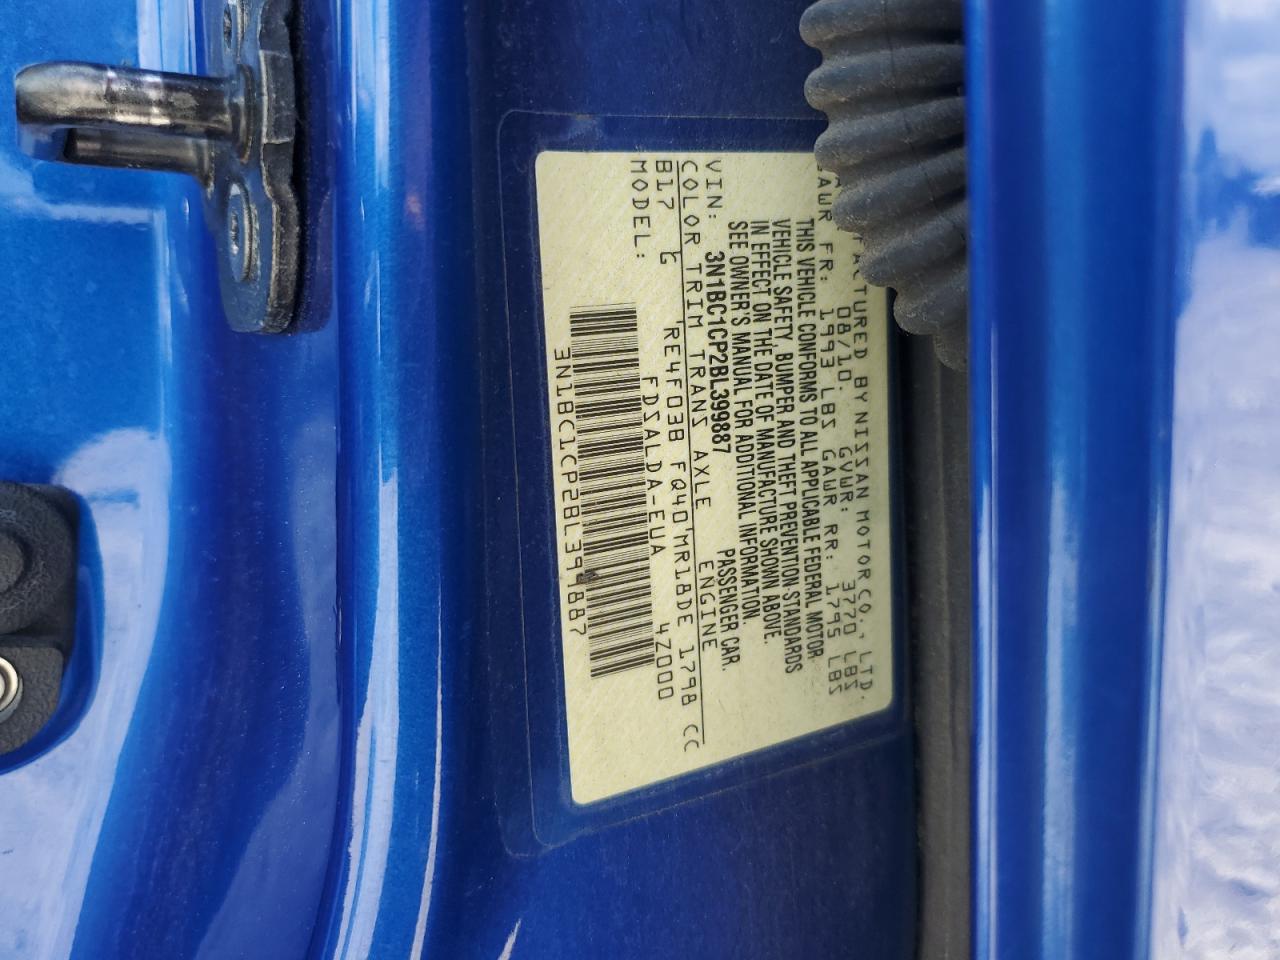 FACTURED BY NISSAN MOTOR CO., LTD.
08/10. GVWR: 3770 LBS
GAWR FR: 1993 LBS GAWR RR: 1795 LBS
THIS VEHICLE CONFORMS TO ALL APPLICABLE FEDERAL MOTOR
VEHICLE SAFETY, BUMPER AND THEFT PREVENTION STANDARDS
IN EFFECT ON THE DATE OF MANUFACTURE SHOWN ABOVE.
SEE OWNER'S MANUAL FOR ADDITIONAL INFORMATION.
VIN: 3N1BC1CP2BL399887 PASSENGER CAR.
COLOR TRIM TRANS AXLE ENGINE
B17 G 'RE4F03B FQ40'MR18DE 1798 CC
MODEL: FDSALDA-EUA 4Z000
3N1BC1CP2BL399887